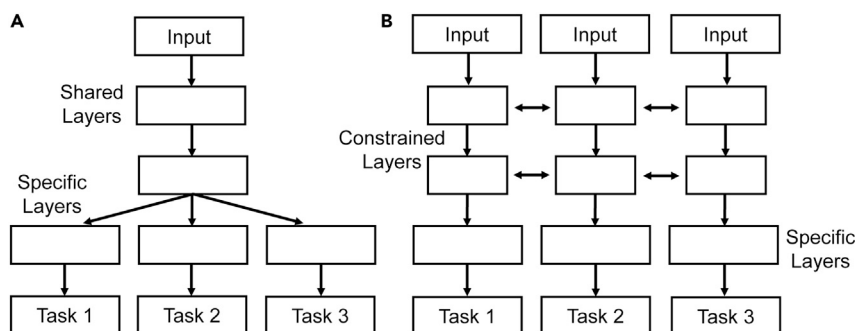 A
Input
Shared
Layers
Specific
Layers
Task 1
Task 2
Task 3
B
Input
Input
Input
Constrained
Layers
Specific
Layers
Task 1
Task 2
Task 3